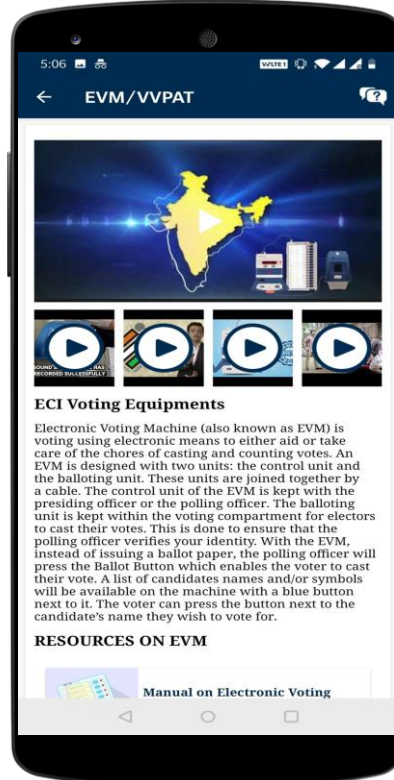 5:06
VoLTE1
EVM/VVPAT
?
SOUND
HAS
RECORDED SUCCESSFULLY
ECI Voting Equipments
Electronic Voting Machine (also known as EVM) is
voting using electronic means to either aid or take
care of the chores of casting and counting votes. An
EVM is designed with two units: the control unit and
the balloting unit. These units are joined together by
a cable. The control unit of the EVM is kept with the
presiding officer or the polling officer. The balloting
unit is kept within the voting compartment for electors
to cast their votes. This is done to ensure that the
polling officer verifies your identity. With the EVM,
instead of issuing a ballot paper, the polling officer will
press the Ballot Button which enables the voter to cast
their vote. A list of candidates names and/or symbols
will be available on the machine with a blue button
next to it. The voter can press the button next to the
candidate’s name they wish to vote for.
RESOURCES ON EVM
Manual on Electronic Voting